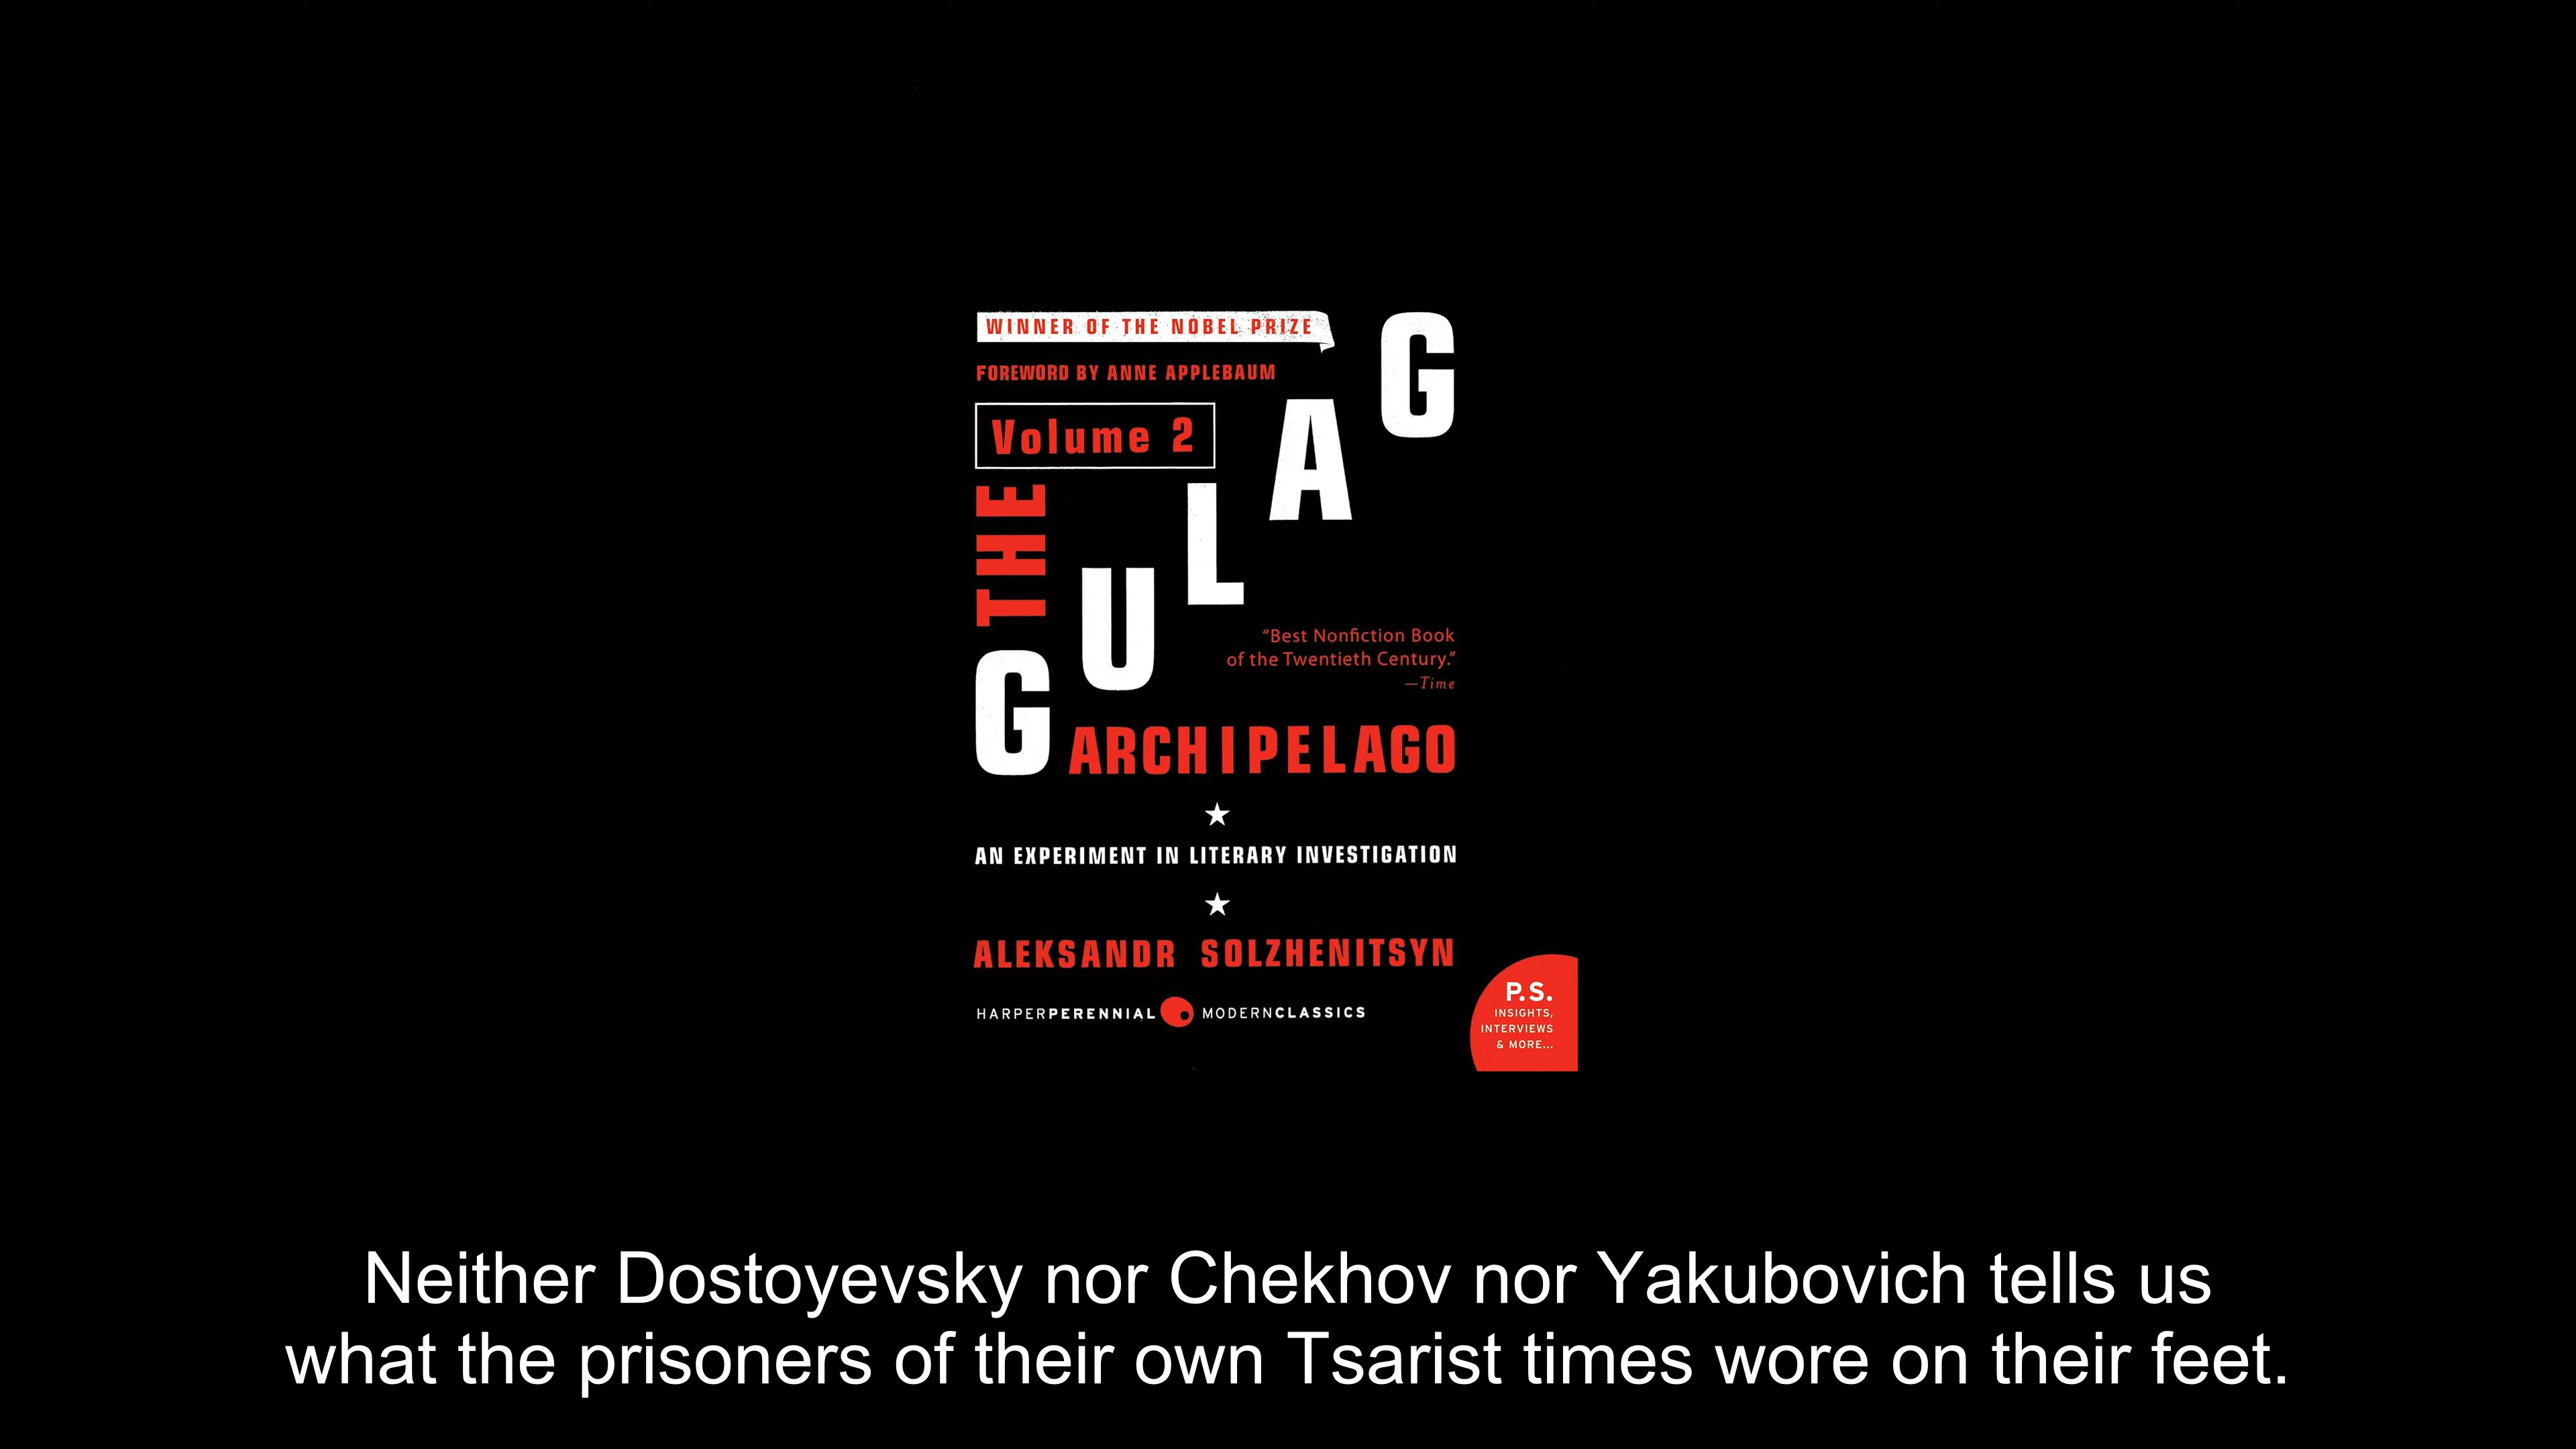 WINNER OF THE NOBEL PRIZE
FOREWORD BY ANNE APPLEBAUM
Volume 2
THE
GULAG
ARCHIPELAGO
“Best Nonfiction Book
of the Twentieth Century.”
—Time
AN EXPERIMENT IN LITERARY INVESTIGATION
ALEKSANDR SOLZHENITSYN
HARPERPERENNIAL MODERNCLASSICS
P.S.
INSIGHTS,
INTERVIEWS
& MORE...
Neither Dostoyevsky nor Chekhov nor Yakubovich tells us
what the prisoners of their own Tsarist times wore on their feet.